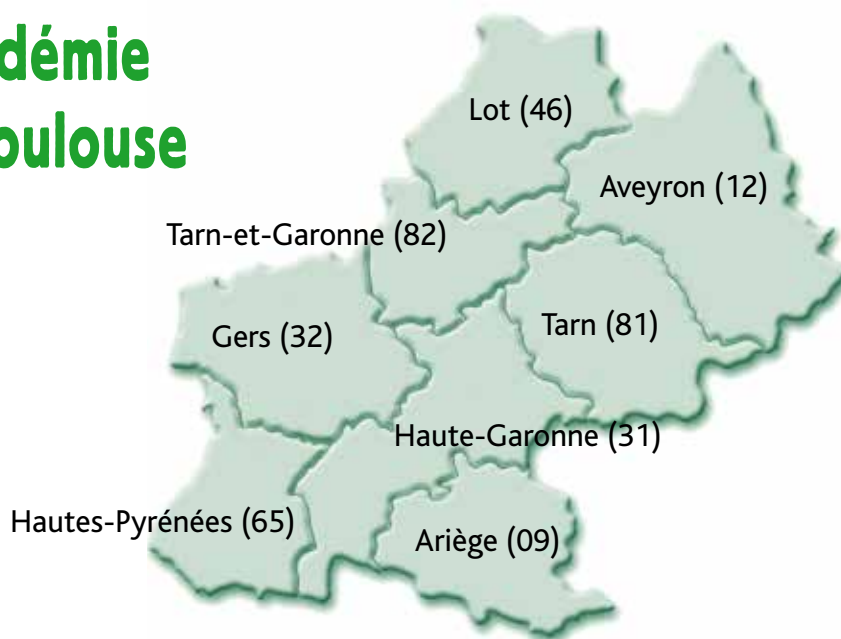 démie
oulouse
Lot (46)
Aveyron (12)
Tarn-et-Garonne (82)
Gers (32)
Tarn (81)
Haute-Garonne (31)
Hautes-Pyrénées (65)
Ariège (09)